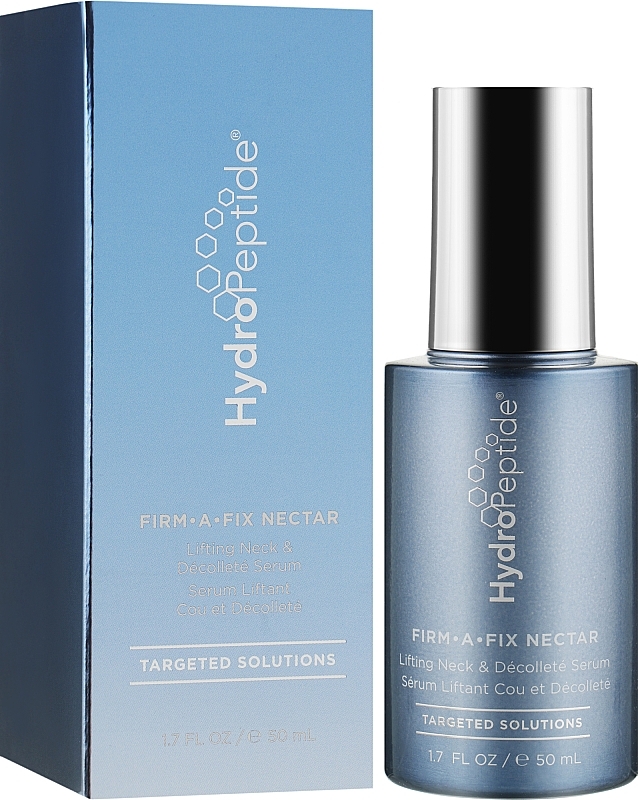 HydroPeptide®
FIRM•A•FIX NECTAR
Lifting Neck &
Décolleté Serum
Sérum Liftant
Cou et Décolleté
TARGETED SOLUTIONS
1.7 FL OZ / ℮ 50 mL
HydroPeptide®
FIRM•A•FIX NECTAR
Lifting Neck & Décolleté Serum
Sérum Liftant Cou et Décolleté
TARGETED SOLUTIONS
1.7 FL OZ / ℮ 50 mL